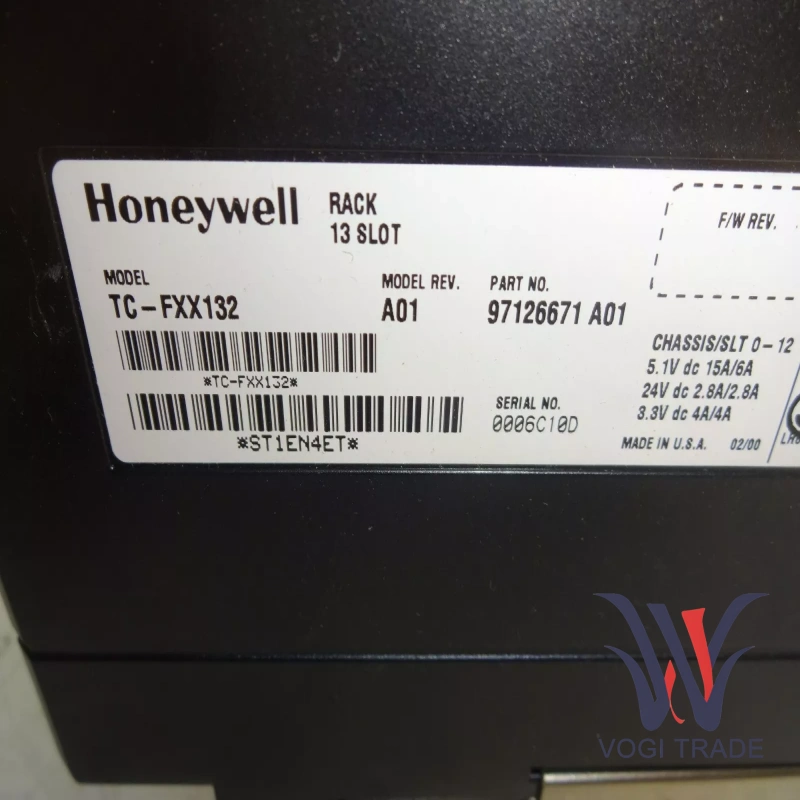 Honeywell
RACK
13 SLOT
F/W REV.
MODEL
TC-FXX132
MODEL REV.
A01
PART NO.
97126671 A01
*TC-FXX132*
*ST1EN4ET*
SERIAL NO.
0006C10D
CHASSIS/SLT 0-12
5.1V dc 15A/6A
24V dc 2.8A/2.8A
3.3V dc 4A/4A
MADE IN U.S.A. 02/00
VOGI TRADE